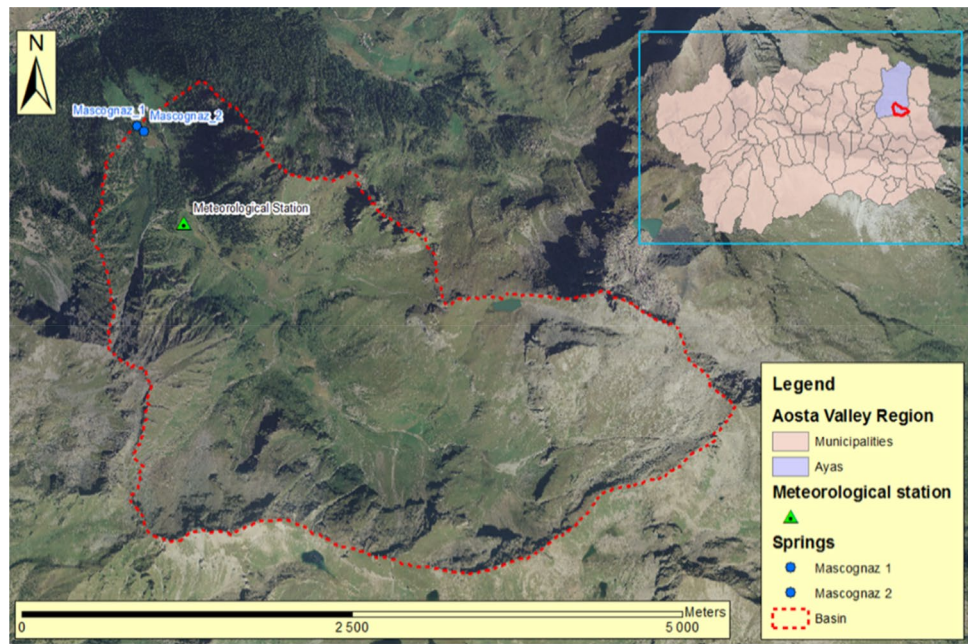 N
Mascognaz_1
Mascognaz_2
Meteorological Station
Legend
Aosta Valley Region
Municipalities
Ayas
Meteorological station
Springs
Mascognaz 1
Mascognaz 2
Basin
Meters
0 2 500 5 000